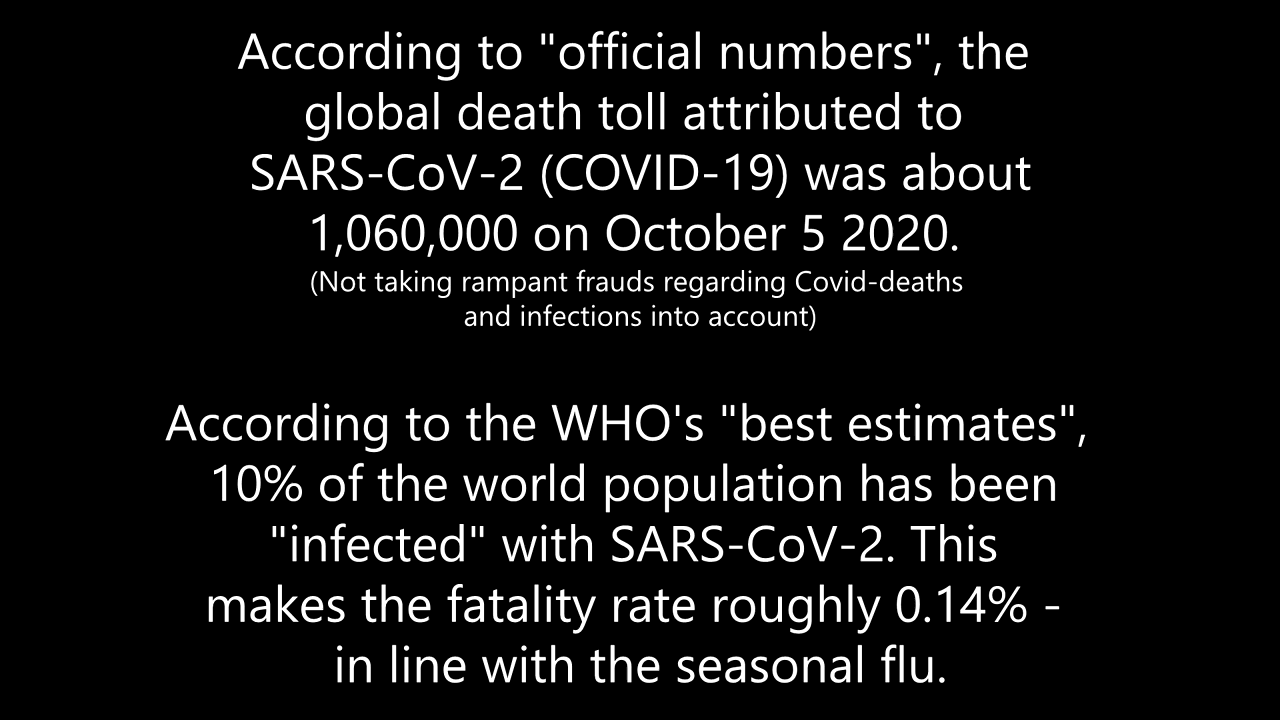 According to "official numbers", the
global death toll attributed to
SARS-CoV-2 (COVID-19) was about
1,060,000 on October 5 2020.
(Not taking rampant frauds regarding Covid-deaths
and infections into account)
According to the WHO's "best estimates",
10% of the world population has been
"infected" with SARS-CoV-2. This
makes the fatality rate roughly 0.14% -
in line with the seasonal flu.